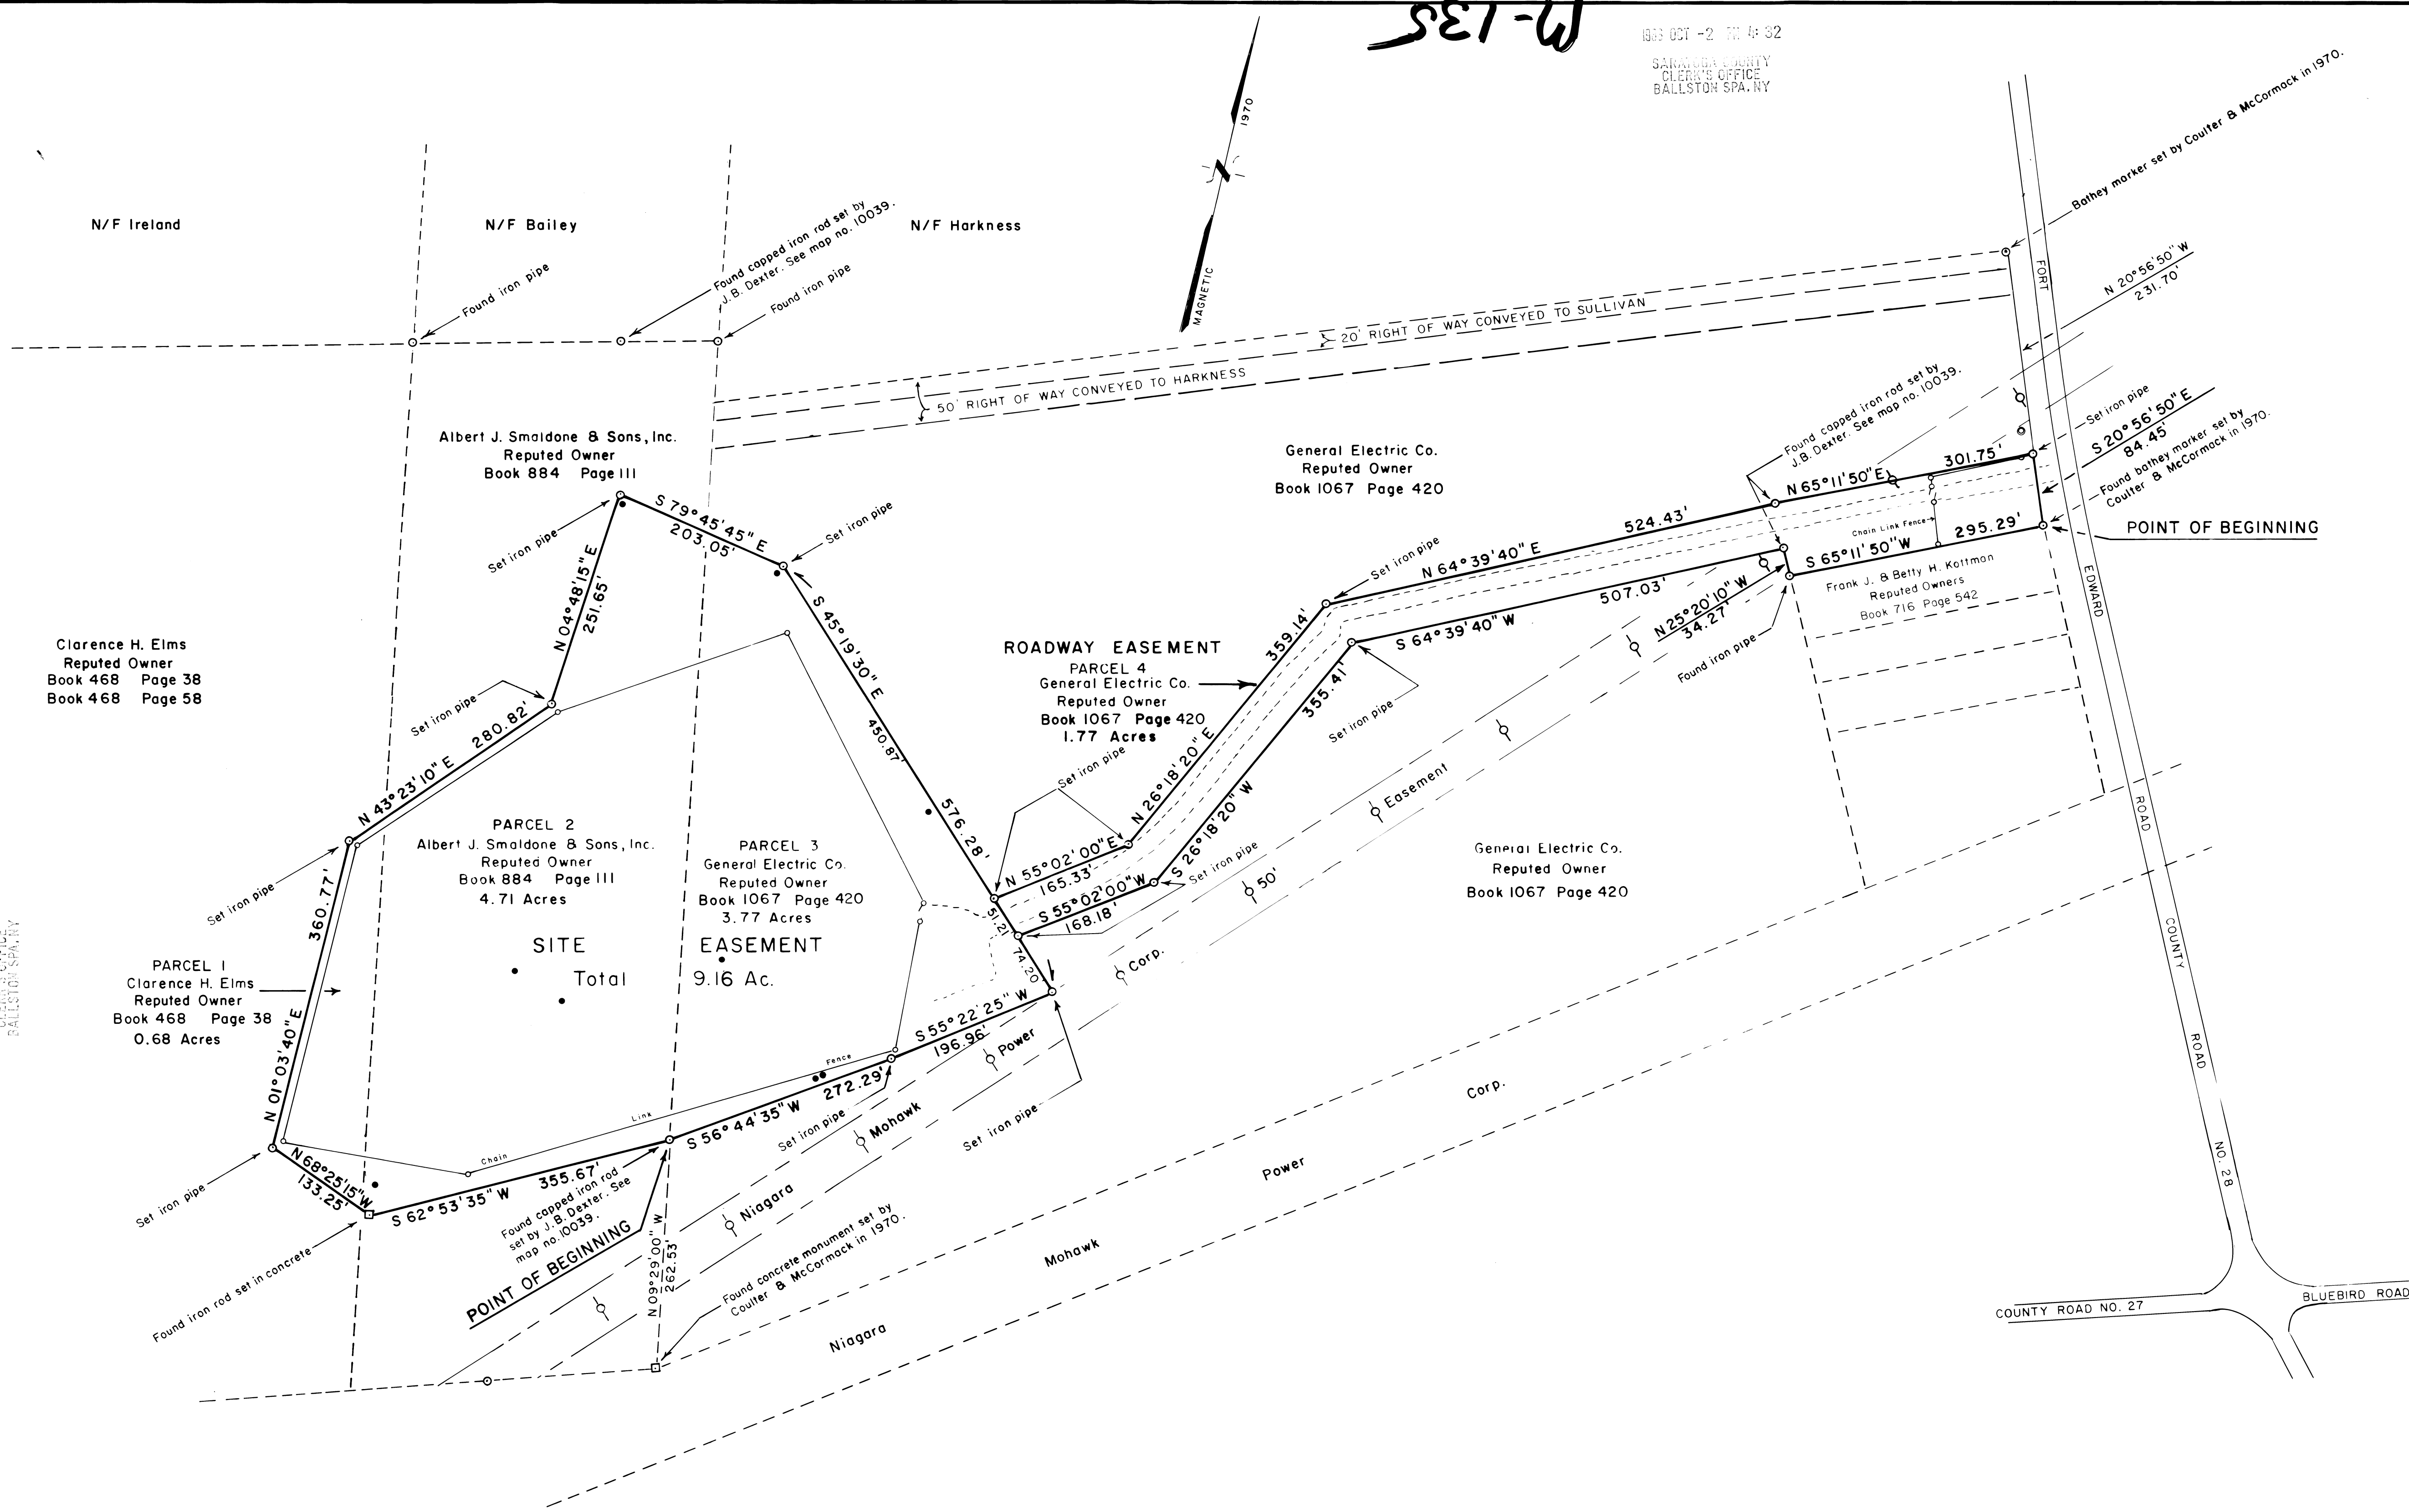 M-135
OCT -2
4:32
SARATOGA COUNTY
CLERK'S OFFICE
BALLSTON SPA, NY
Bathey marker set by Coulter & McCormack in 1970.
1970
MAGNETIC
N/F Ireland
N/F Bailey
N/F Harkness
Found iron pipe
Found capped iron rod set by
J.B. Dexter. See map no. 10039.
Found iron pipe
20' RIGHT OF WAY CONVEYED TO SULLIVAN
50' RIGHT OF WAY CONVEYED TO HARKNESS
N 20°56'50" W
231.70'
FORT
EDWARD
ROAD
COUNTY
ROAD
NO. 28
Found capped iron rod set by
J.B. Dexter. See map no. 10039.
Set iron pipe
S 20°56'50" E
84.45'
Found bathey marker set by
Coulter & McCormack in 1970.
POINT OF BEGINNING
N 65°11'50" E
301.75'
Chain Link Fence
S 65°11'50" W
295.29'
Frank J. & Betty H. Kottman
Reputed Owners
Book 716 Page 542
General Electric Co.
Reputed Owner
Book 1067 Page 420
Albert J. Smaldone & Sons, Inc.
Reputed Owner
Book 884 Page 111
Set iron pipe
S 79°45'45" E
203.05'
Set iron pipe
N 04°48'15" E
251.65'
S 45°19'30" E
450.87'
576.28'
Set iron pipe
N 64°39'40" E
524.43'
S 64°39'40" W
507.03'
N 25°20'10" W
34.27'
Found iron pipe
Clarence H. Elms
Reputed Owner
Book 468 Page 38
Book 468 Page 58
ROADWAY EASEMENT
PARCEL 4
General Electric Co.
Reputed Owner
Book 1067 Page 420
1.77 Acres
359.14'
N 26°18'20" E
355.41'
S 26°18'20" W
Set iron pipe
Set iron pipe
Set iron pipe
N 43°23'10" E
280.82'
Set iron pipe
N 55°02'00" E
165.33'
S 55°02'00" W
168.18'
Set iron pipe
51.21'
74.20
PARCEL 2
Albert J. Smaldone & Sons, Inc.
Reputed Owner
Book 884 Page 111
4.71 Acres
PARCEL 3
General Electric Co.
Reputed Owner
Book 1067 Page 420
3.77 Acres
SITE EASEMENT
Total 9.16 Ac.
General Electric Co.
Reputed Owner
Book 1067 Page 420
Easement
50'
Corp.
Power
Mohawk
Niagara
360.77'
N 01°03'40" E
PARCEL 1
Clarence H. Elms
Reputed Owner
Book 468 Page 38
0.68 Acres
BALLSTON SPA, NY
S 55°22'25" W
196.96'
Fence
Link
Chain
S 56°44'35" W
272.29'
Set iron pipe
Set iron pipe
Set iron pipe
N 68°25'15" W
133.25'
S 62°53'35" W
355.67'
Found capped iron rod
set by J.B. Dexter. See
map no. 10039.
POINT OF BEGINNING
Found iron rod set in concrete
N 09°29'00" W
262.53'
Found concrete monument set by
Coulter & McCormack in 1970.
Corp.
Power
Mohawk
Niagara
COUNTY ROAD NO. 27
BLUEBIRD ROAD